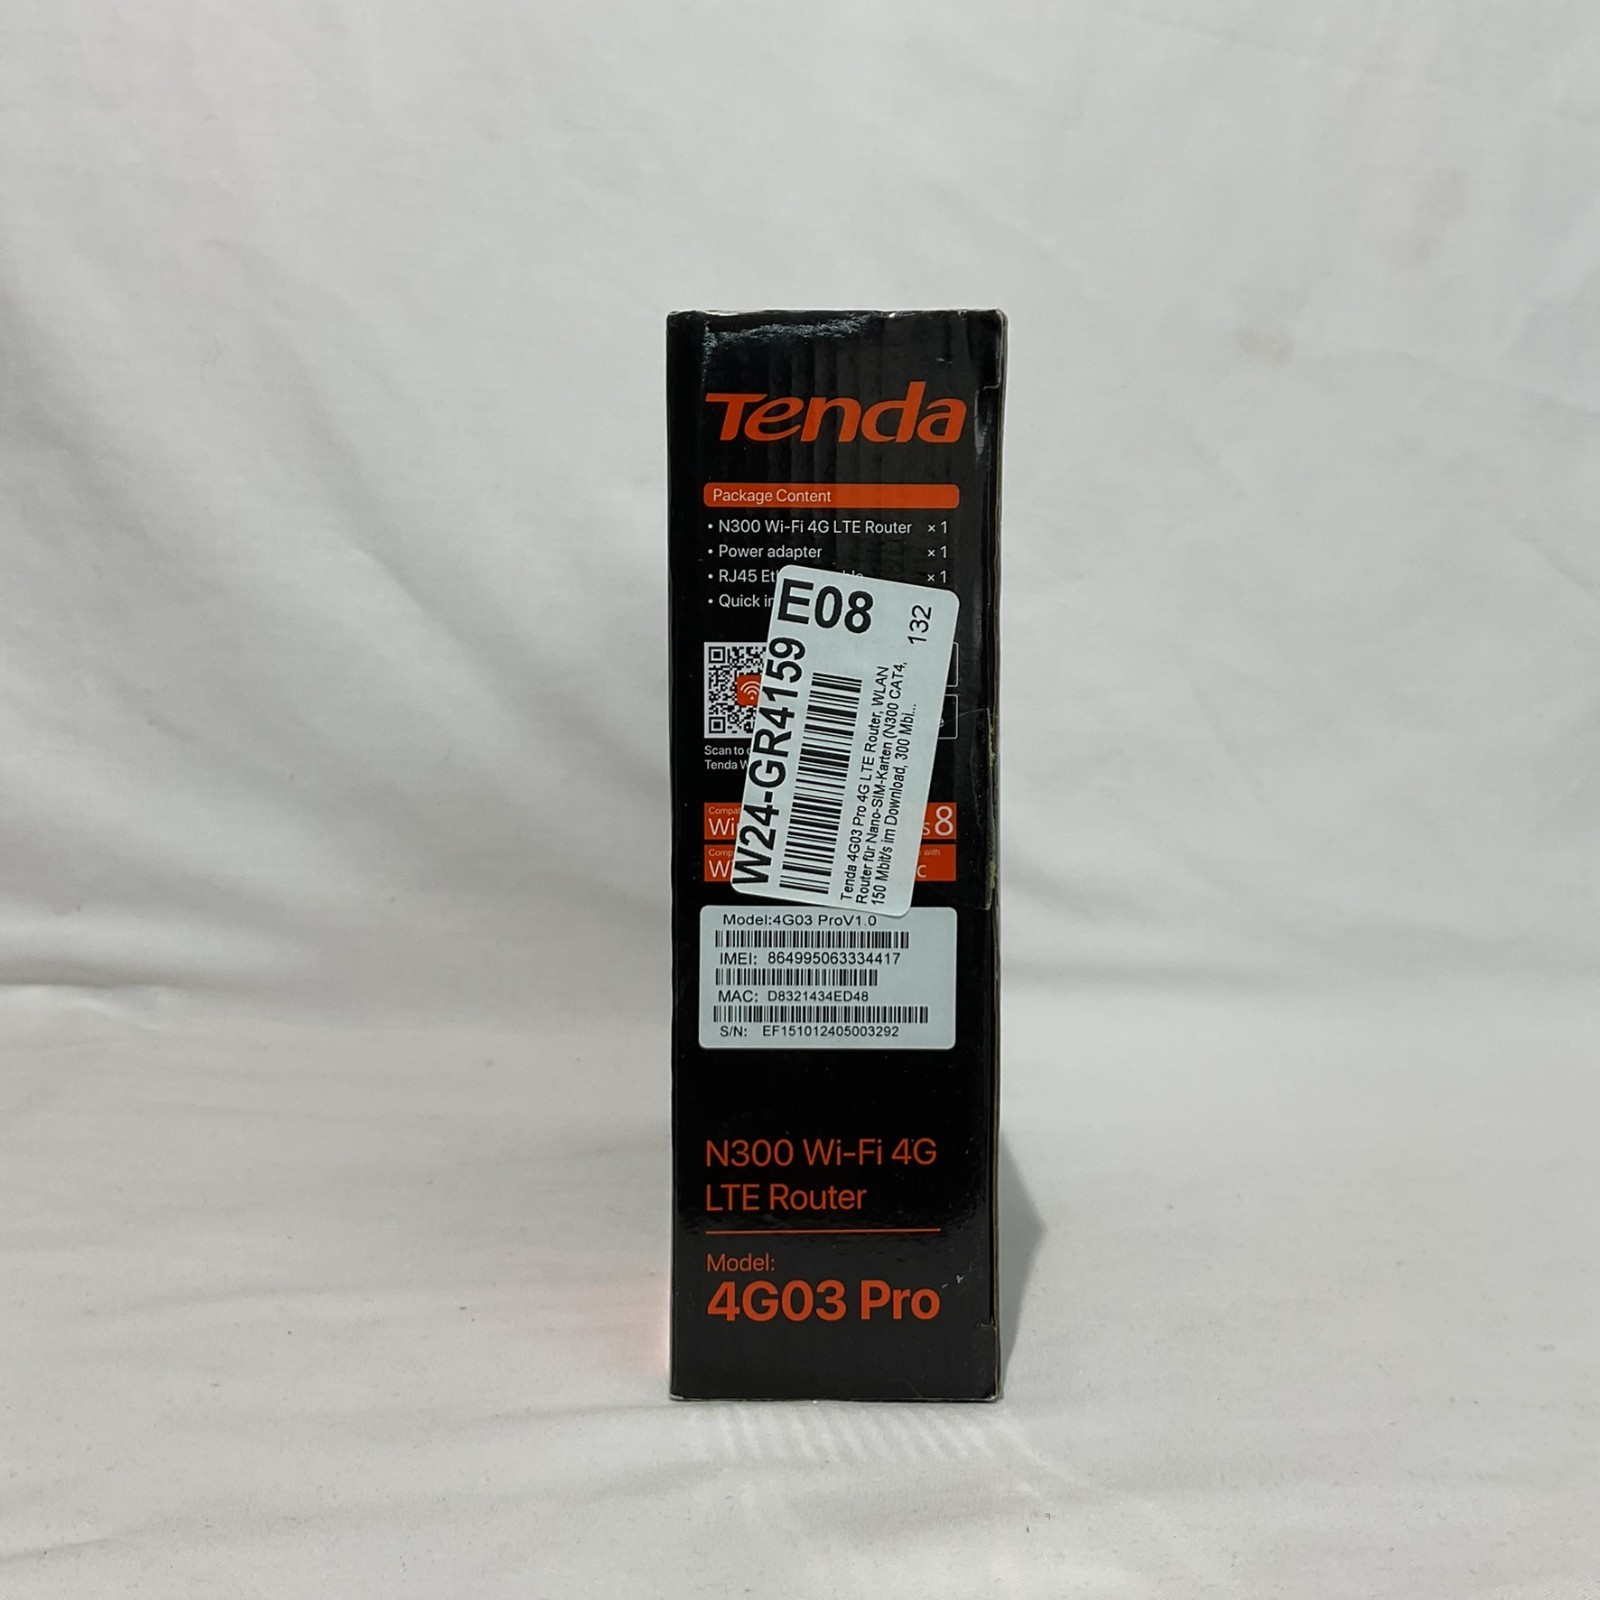 Tenda
Package Content
• N300 Wi-Fi 4G LTE Router × 1
• Power adapter × 1
• RJ45 × 1
• Quick
E08
132
W24-GR4159
Tenda 4G03 Pro 4G LTE Router, WLAN
Router für Nano-SIM-Karten (N300 CAT4,
150 Mbit/s im Download, 300 Mbi...
Scan to
Tenda
8
with
Model:4G03 ProV1.0
IMEI: 864995063334417
MAC: D8321434ED48
S/N: EF151012405003292
N300 Wi-Fi 4G
LTE Router
Model:
4G03 Pro